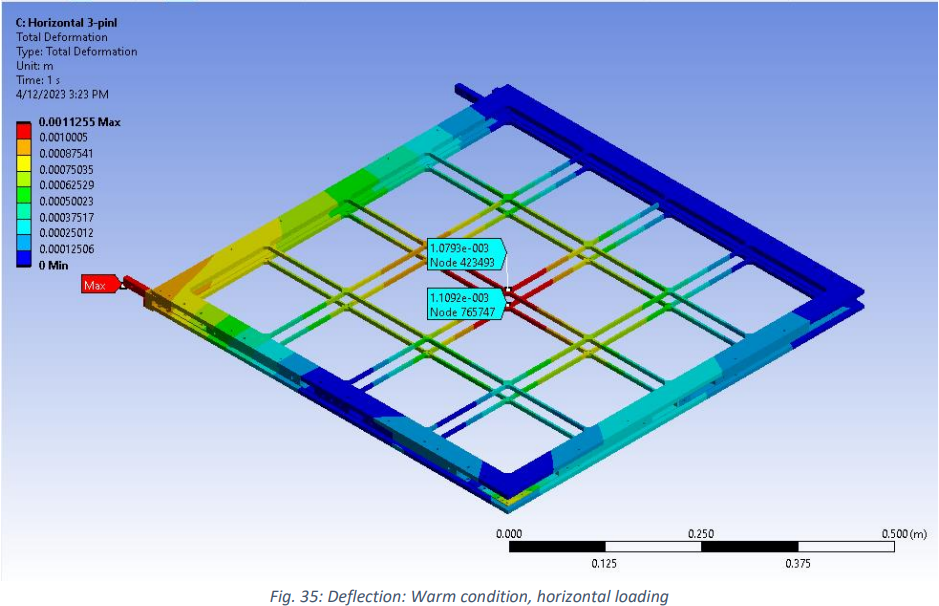 C: Horizontal 3-pinl
Total Deformation
Type: Total Deformation
Unit: m
Time: 1 s
4/12/2023 3:23 PM
0.0011255 Max
0.0010005
0.00087541
0.00075035
0.00062529
0.00050023
0.00037517
0.00025012
0.00012506
0 Min
Max
1.0793e-003
Node 423493
1.1092e-003
Node 765747
0.000
0.250
0.500 (m)
0.125
0.375
Fig. 35: Deflection: Warm condition, horizontal loading